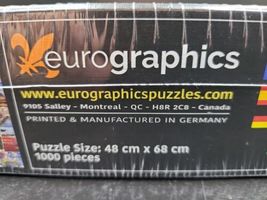 eurographics
www.eurographicspuzzles.com
9105 Salley - Montreal - QC - H8R 2C8 - Canada
PRINTED & MANUFACTURED IN GERMANY
Puzzle Size: 48 cm x 68 cm
1000 pieces